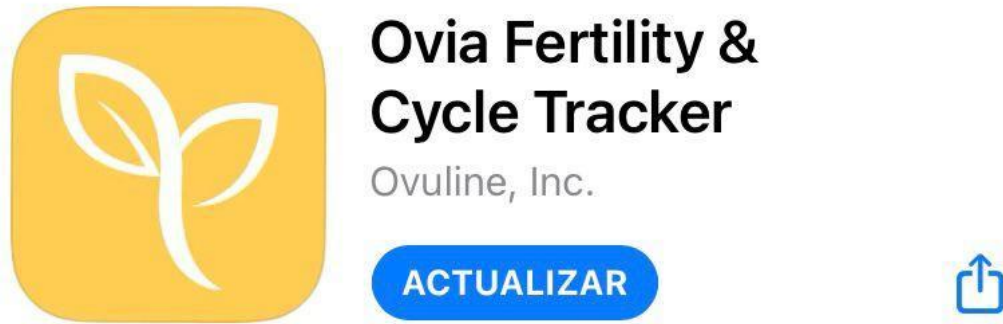 Ovia Fertility &
Cycle Tracker
Ovuline, Inc.
ACTUALIZAR